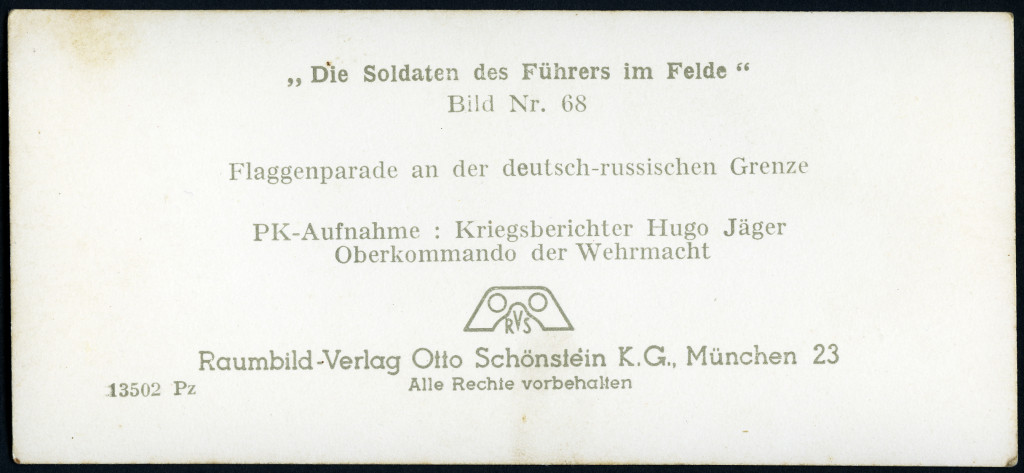 „ Die Soldaten des Führers im Felde “
Bild Nr. 68
Flaggenparade an der deutsch-russischen Grenze
PK-Aufnahme : Kriegsberichter Hugo Jäger
Oberkommando der Wehrmacht
RVS
Raumbild-Verlag Otto Schönstein K.G., München 23
Alle Rechte vorbehalten
13502 Pz